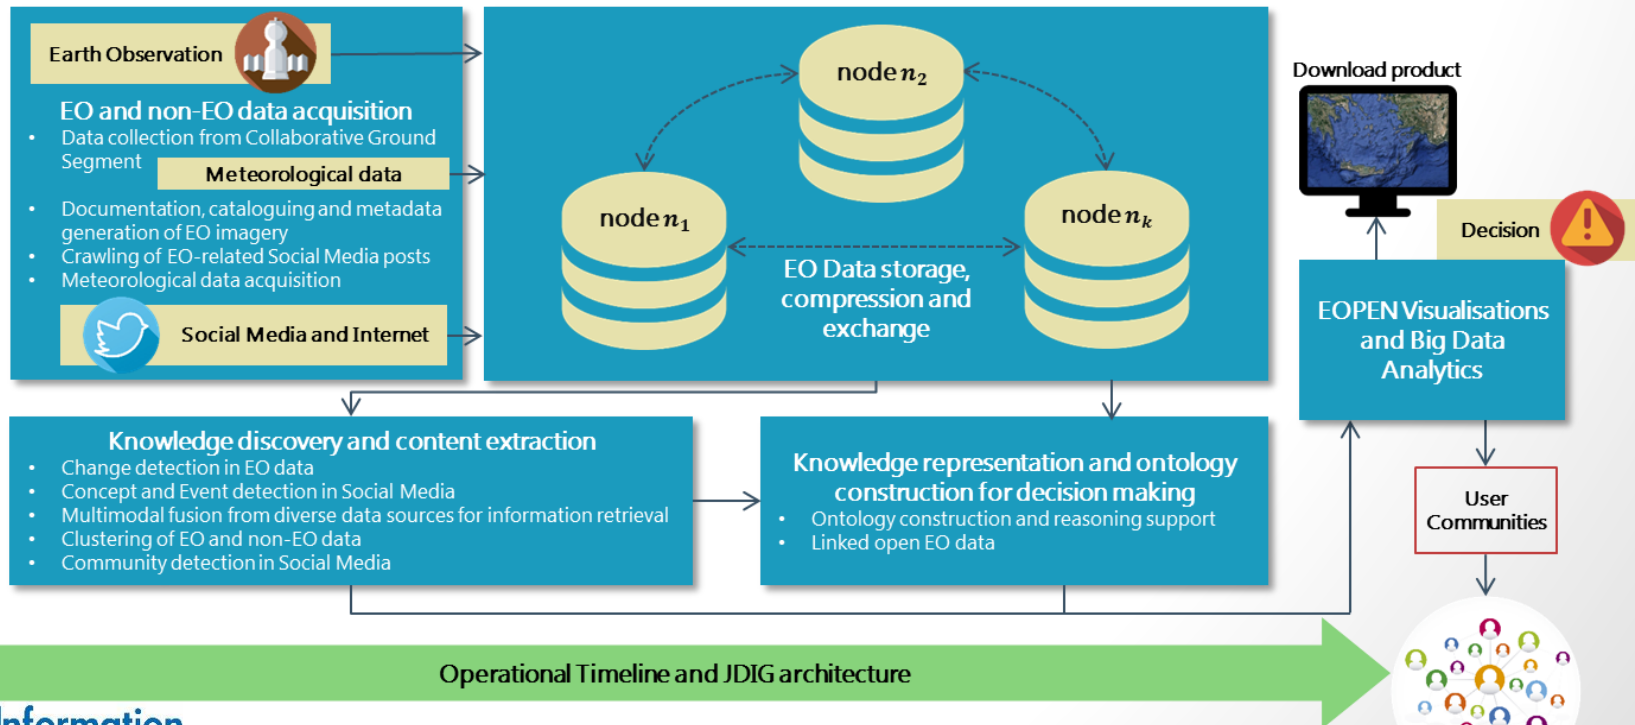 Earth Observation
EO and non-EO data acquisition
• Data collection from Collaborative Ground
Segment
Meteorological data
• Documentation, cataloguing and metadata
generation of EO imagery
• Crawling of EO-related Social Media posts
• Meteorological data acquisition
Social Media and Internet
node n₂
node n₁
node nₖ
EO Data storage,
compression and
exchange
Download product
Decision
EOPEN Visualisations
and Big Data
Analytics
Knowledge discovery and content extraction
• Change detection in EO data
• Concept and Event detection in Social Media
• Multimodal fusion from diverse data sources for information retrieval
• Clustering of EO and non-EO data
• Community detection in Social Media
Knowledge representation and ontology
construction for decision making
• Ontology construction and reasoning support
• Linked open EO data
User
Communities
Operational Timeline and JDIG architecture
Information